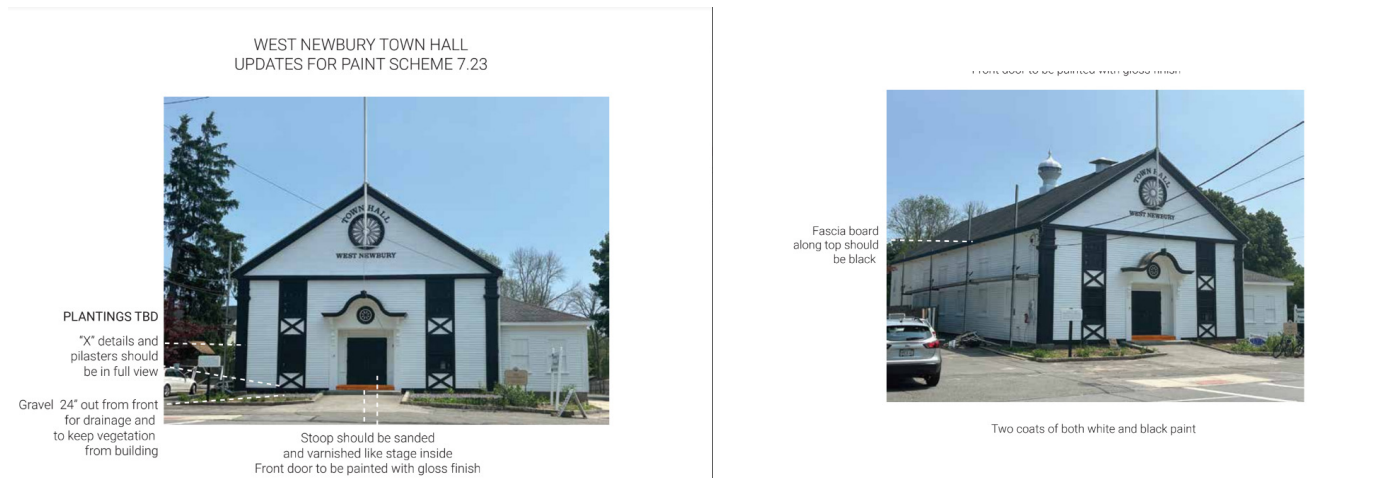 WEST NEWBURY TOWN HALL
UPDATES FOR PAINT SCHEME 7.23
TOWN HALL
WEST NEWBURY
PLANTINGS TBD
"X" details and
pilasters should
be in full view
Gravel 24" out from front
for drainage and
to keep vegetation
from building
Stoop should be sanded
and varnished like stage inside
Front door to be painted with gloss finish
Front door to be painted with gloss finish
TOWN HALL
WEST NEWBURY
Fascia board
along top should
be black
Two coats of both white and black paint